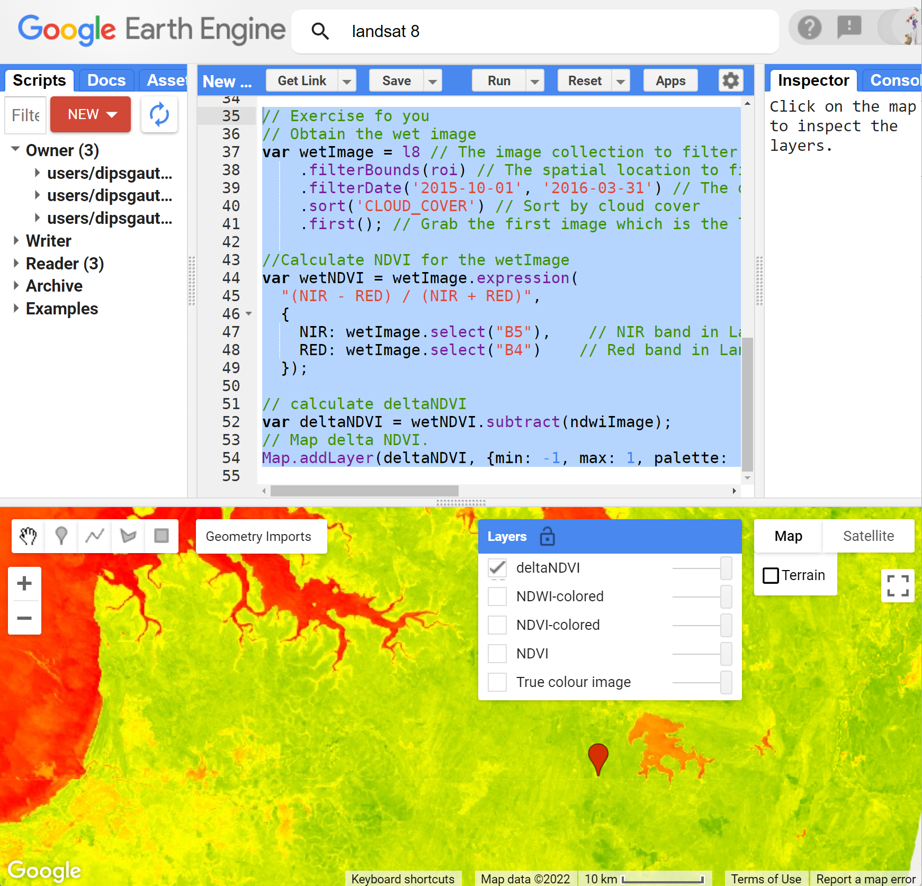 Google Earth Engine
landsat 8
Scripts Docs Asset
Filte
NEW
Owner (3)
users/dipsgaut...
users/dipsgaut...
users/dipsgaut...
Writer
Reader (3)
Archive
Examples
New ... Get Link Save Run Reset Apps
34
35 // Exercise fo you
36 // Obtain the wet image
37 var wetImage = l8 // The image collection to filter
38 .filterBounds(roi) // The spatial location to fi
39 .filterDate('2015-10-01', '2016-03-31') // The
40 .sort('CLOUD_COVER') // Sort by cloud cover
41 .first(); // Grab the first image which is the
42
43 //Calculate NDVI for the wetImage
44 var wetNDVI = wetImage.expression(
45 "(NIR - RED) / (NIR + RED)",
46 {
47 NIR: wetImage.select("B5"), // NIR band in La
48 RED: wetImage.select("B4") // Red band in Lan
49 });
50
51 // calculate deltaNDVI
52 var deltaNDVI = wetNDVI.subtract(ndwiImage);
53 // Map delta NDVI.
54 Map.addLayer(deltaNDVI, {min: -1, max: 1, palette:
55
Inspector Consol
Click on the map
to inspect the
layers.
Geometry Imports
Layers
deltaNDVI
NDWI-colored
NDVI-colored
NDVI
True colour image
Map Satellite
Terrain
Google
Keyboard shortcuts Map data ©2022 10 km Terms of Use Report a map error